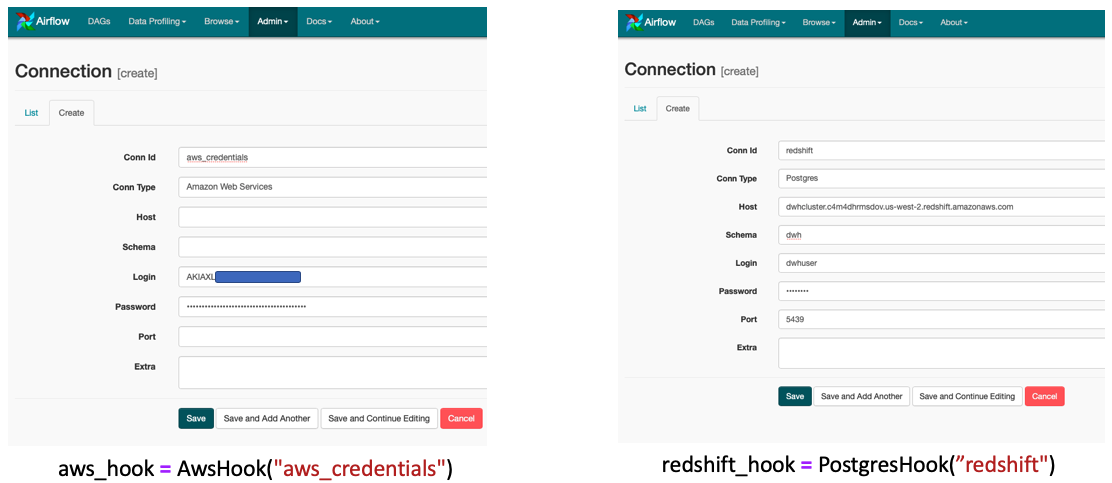 Airflow DAGs Data Profiling Browse Admin Docs About
Connection [create]
List Create
Conn Id aws_credentials
Conn Type Amazon Web Services
Host
Schema
Login AKIAXL
Password ••••••••••••••••••••••••••••••••••••••••
Port
Extra
Save Save and Add Another Save and Continue Editing Cancel
aws_hook = AwsHook("aws_credentials")
Airflow DAGs Data Profiling Browse Admin Docs About
Connection [create]
List Create
Conn Id redshift
Conn Type Postgres
Host dwhcluster.c4m4dhrmsdov.us-west-2.redshift.amazonaws.com
Schema dwh
Login dwhuser
Password ••••••••
Port 5439
Extra
Save Save and Add Another Save and Continue Editing Cancel
redshift_hook = PostgresHook(”redshift")